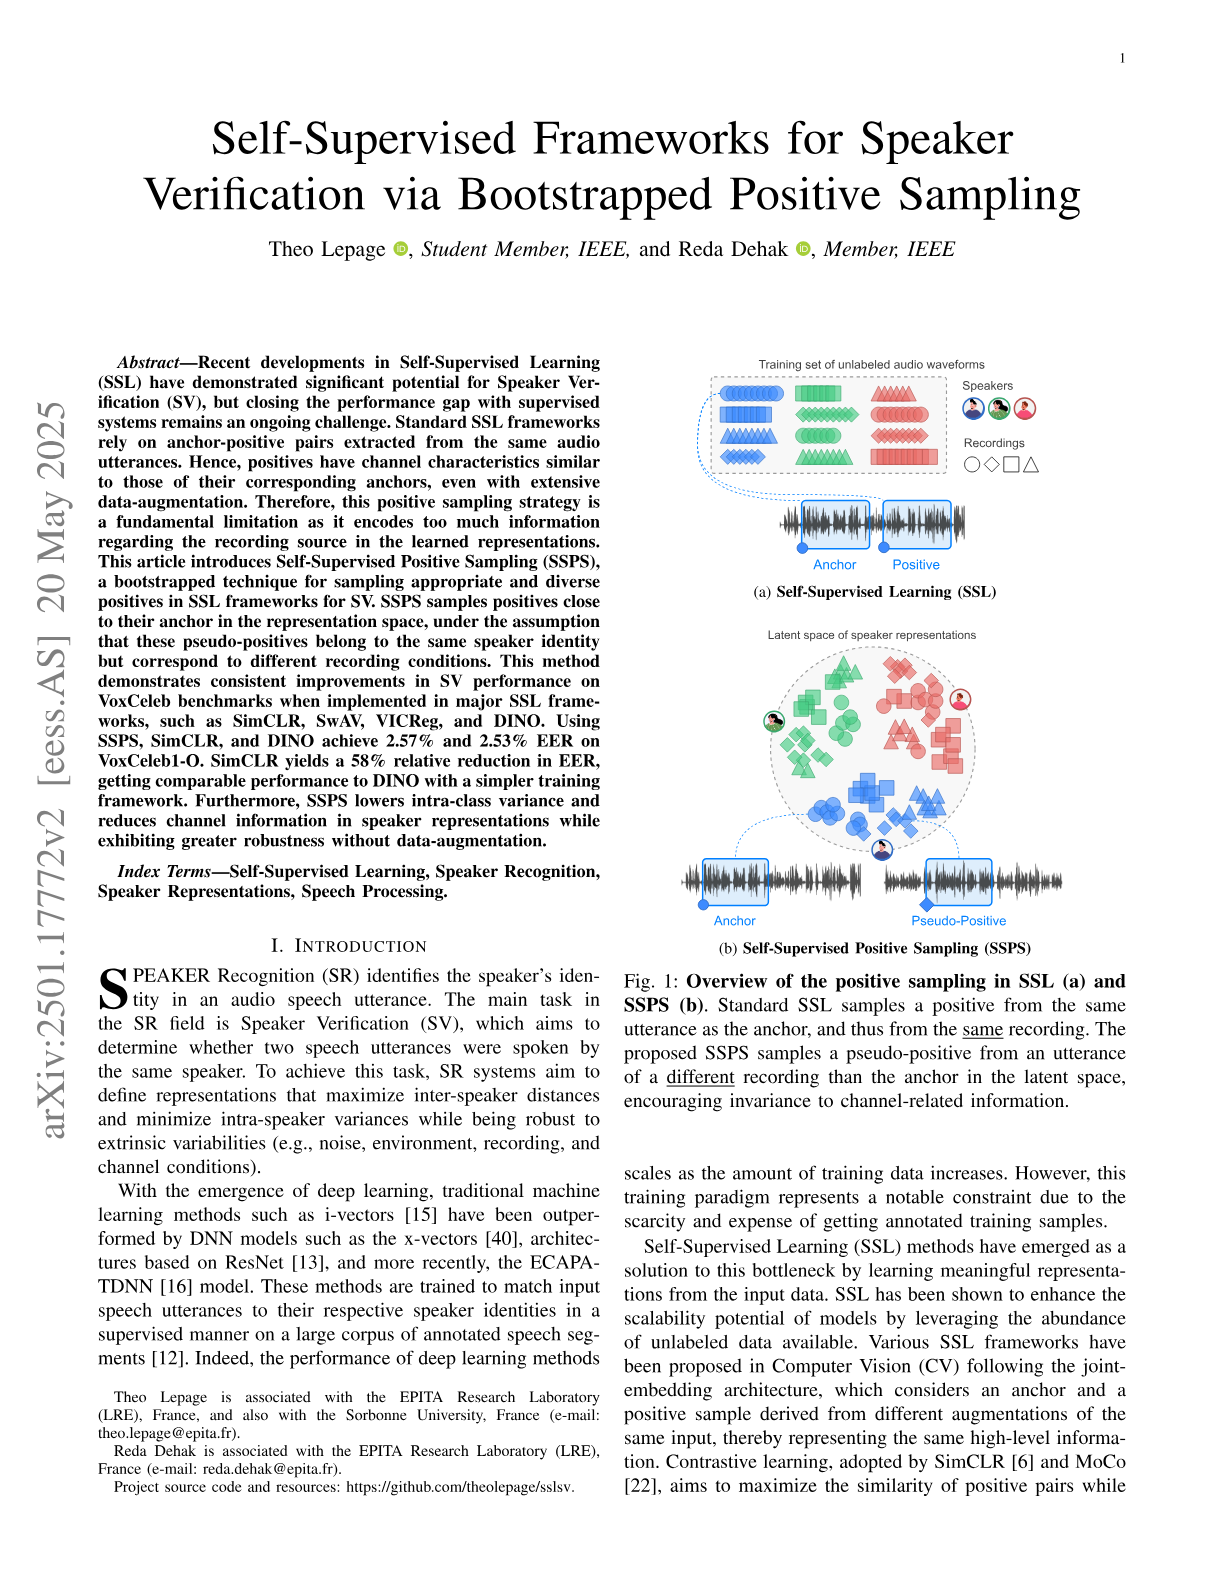 1
Self-Supervised Frameworks for Speaker
Verification via Bootstrapped Positive Sampling
Theo Lepage iD, Student Member, IEEE, and Reda Dehak iD, Member, IEEE
arXiv:2501.17772v2 [eess.AS] 20 May 2025
Abstract—Recent developments in Self-Supervised Learning
(SSL) have demonstrated significant potential for Speaker Ver-
ification (SV), but closing the performance gap with supervised
systems remains an ongoing challenge. Standard SSL frameworks
rely on anchor-positive pairs extracted from the same audio
utterances. Hence, positives have channel characteristics similar
to those of their corresponding anchors, even with extensive
data-augmentation. Therefore, this positive sampling strategy is
a fundamental limitation as it encodes too much information
regarding the recording source in the learned representations.
This article introduces Self-Supervised Positive Sampling (SSPS),
a bootstrapped technique for sampling appropriate and diverse
positives in SSL frameworks for SV. SSPS samples positives close
to their anchor in the representation space, under the assumption
that these pseudo-positives belong to the same speaker identity
but correspond to different recording conditions. This method
demonstrates consistent improvements in SV performance on
VoxCeleb benchmarks when implemented in major SSL frame-
works, such as SimCLR, SwAV, VICReg, and DINO. Using
SSPS, SimCLR, and DINO achieve 2.57% and 2.53% EER on
VoxCeleb1-O. SimCLR yields a 58% relative reduction in EER,
getting comparable performance to DINO with a simpler training
framework. Furthermore, SSPS lowers intra-class variance and
reduces channel information in speaker representations while
exhibiting greater robustness without data-augmentation.
Index Terms—Self-Supervised Learning, Speaker Recognition,
Speaker Representations, Speech Processing.
I. INTRODUCTION
SPEAKER Recognition (SR) identifies the speaker's iden-
tity in an audio speech utterance. The main task in
the SR field is Speaker Verification (SV), which aims to
determine whether two speech utterances were spoken by
the same speaker. To achieve this task, SR systems aim to
define representations that maximize inter-speaker distances
and minimize intra-speaker variances while being robust to
extrinsic variabilities (e.g., noise, environment, recording, and
channel conditions).
With the emergence of deep learning, traditional machine
learning methods such as i-vectors [15] have been outper-
formed by DNN models such as the x-vectors [40], architec-
tures based on ResNet [13], and more recently, the ECAPA-
TDNN [16] model. These methods are trained to match input
speech utterances to their respective speaker identities in a
supervised manner on a large corpus of annotated speech seg-
ments [12]. Indeed, the performance of deep learning methods
Theo Lepage is associated with the EPITA Research Laboratory
(LRE), France, and also with the Sorbonne University, France (e-mail:
theo.lepage@epita.fr).
Reda Dehak is associated with the EPITA Research Laboratory (LRE),
France (e-mail: reda.dehak@epita.fr).
Project source code and resources: https://github.com/theolepage/sslsv.
Training set of unlabeled audio waveforms
Speakers
Recordings
Anchor
Positive
(a) Self-Supervised Learning (SSL)
Latent space of speaker representations
Anchor
Pseudo-Positive
(b) Self-Supervised Positive Sampling (SSPS)
Fig. 1: Overview of the positive sampling in SSL (a) and
SSPS (b). Standard SSL samples a positive from the same
utterance as the anchor, and thus from the same recording. The
proposed SSPS samples a pseudo-positive from an utterance
of a different recording than the anchor in the latent space,
encouraging invariance to channel-related information.
scales as the amount of training data increases. However, this
training paradigm represents a notable constraint due to the
scarcity and expense of getting annotated training samples.
Self-Supervised Learning (SSL) methods have emerged as a
solution to this bottleneck by learning meaningful representa-
tions from the input data. SSL has been shown to enhance the
scalability potential of models by leveraging the abundance
of unlabeled data available. Various SSL frameworks have
been proposed in Computer Vision (CV) following the joint-
embedding architecture, which considers an anchor and a
positive sample derived from different augmentations of the
same input, thereby representing the same high-level informa-
tion. Contrastive learning, adopted by SimCLR [6] and MoCo
[22], aims to maximize the similarity of positive pairs while